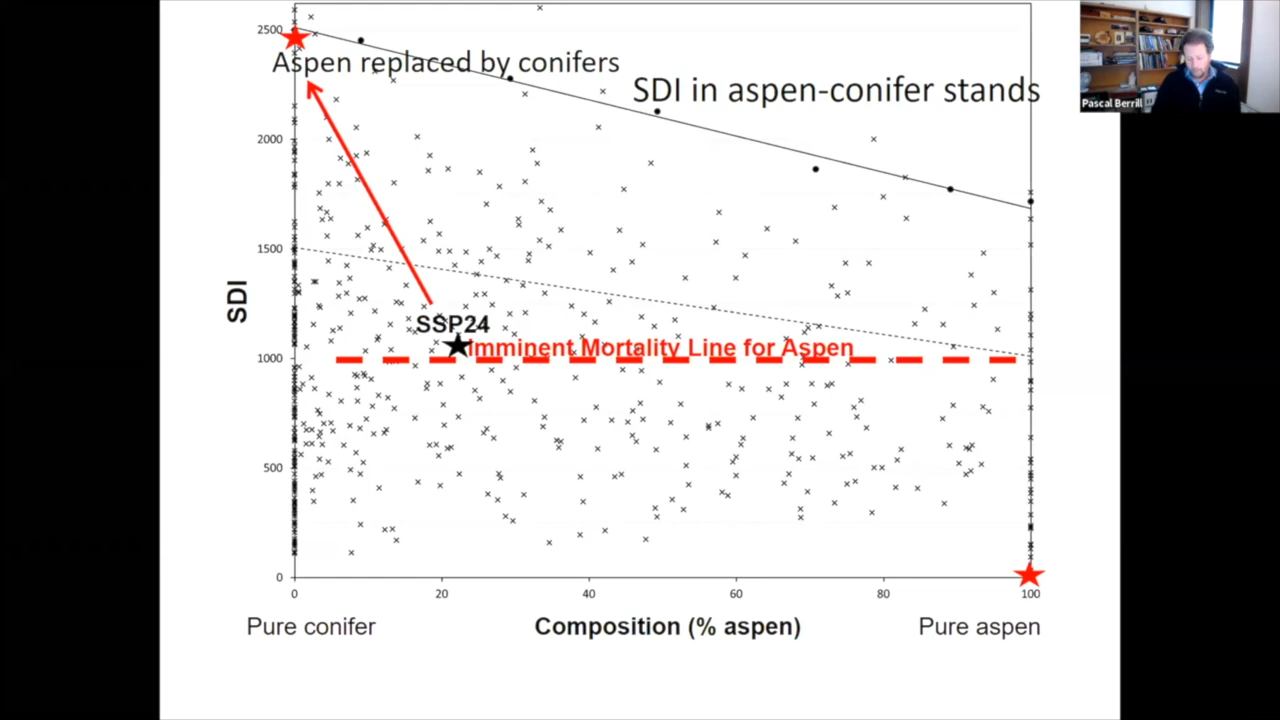 2500
Aspen replaced by conifers
SDI in aspen-conifer stands
Pascal Berrill
2000
1500
SDI
SSP24
Imminent Mortality Line for Aspen
1000
500
0
0 20 40 60 80 100
Pure conifer Composition (% aspen) Pure aspen